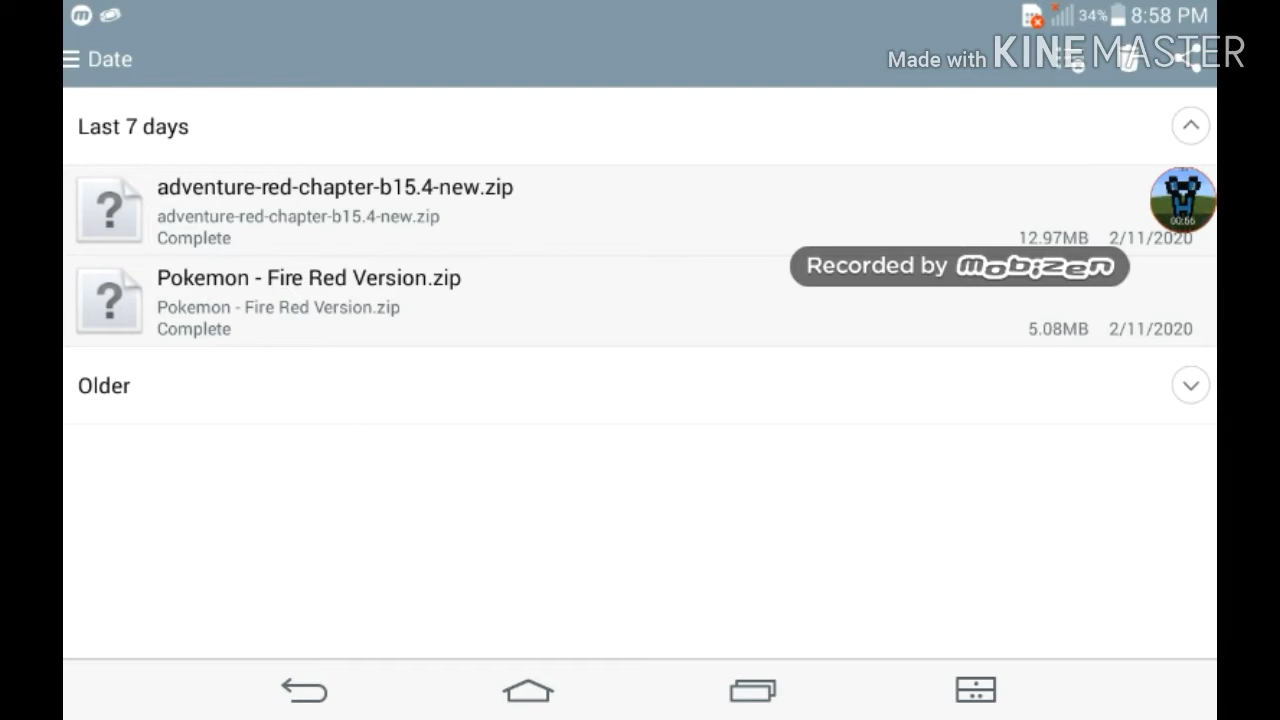 34% 8:58 PM
Date
Made with KINEMASTER
Last 7 days
adventure-red-chapter-b15.4-new.zip
adventure-red-chapter-b15.4-new.zip
Complete
12.97MB 2/11/2020
00:56
Recorded by mobizen
Pokemon - Fire Red Version.zip
Pokemon - Fire Red Version.zip
Complete
5.08MB 2/11/2020
Older